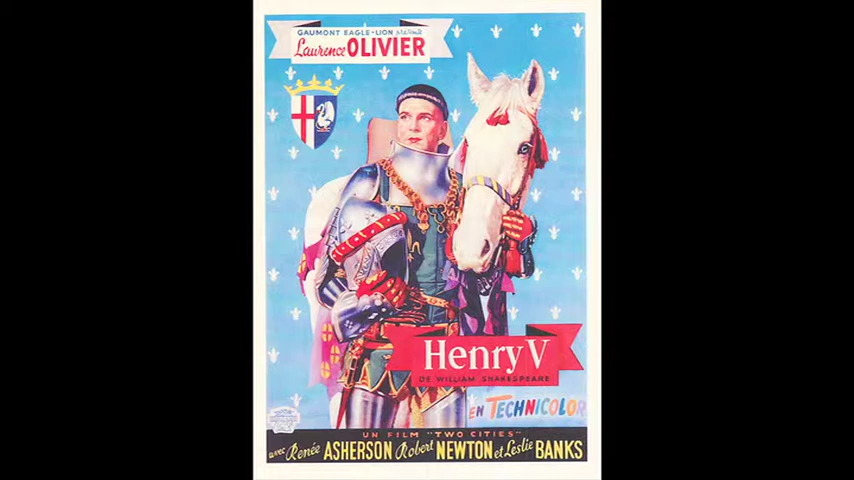 GAUMONT EAGLE-LION présente
Laurence OLIVIER
Henry V
DE WILLIAM SHAKESPEARE
EN TECHNICOLOR
UN FILM "TWO CITIES"
avec Renée ASHERSON Robert NEWTON et Leslie BANKS